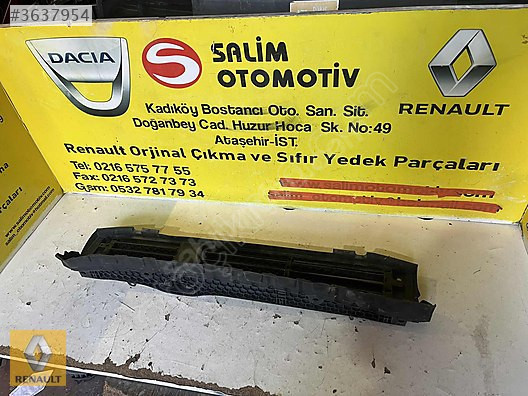 #3637954
DACIA
S
SALİM
OTOMOTİV
RENAULT
Kadıköy Bostancı Oto. San. Sit.
Doğanbey Cad. Huzur Hoca Sk. No:49
Ataşehir-İST.
Renault Orjinal Çıkma ve Sıfır Yedek Parçaları
Tel: 0216 575 77 55
Fax: 0216 572 73 73
Gsm: 0532 781 79 34
RENAULT